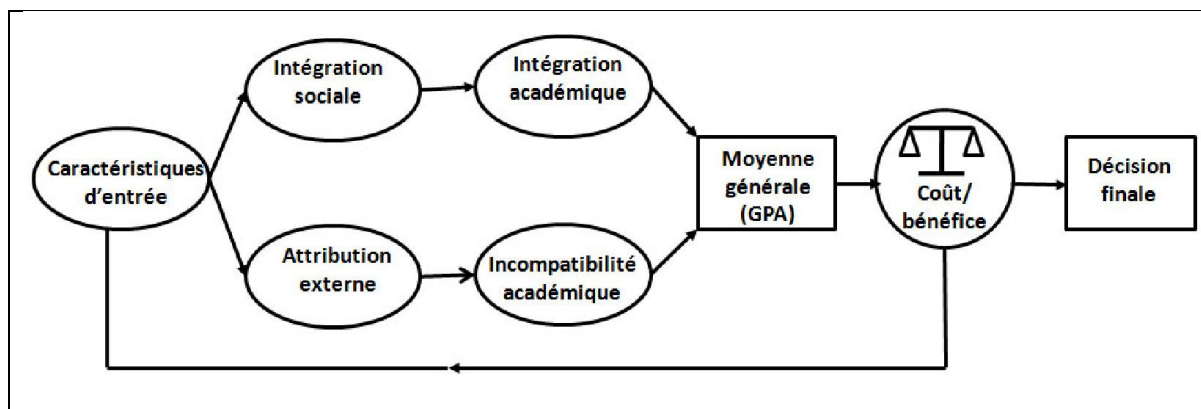 Caractéristiques
d'entrée
Intégration
sociale
Intégration
académique
Attribution
externe
Incompatibilité
académique
Moyenne
générale
(GPA)
Coût/
bénéfice
Décision
finale